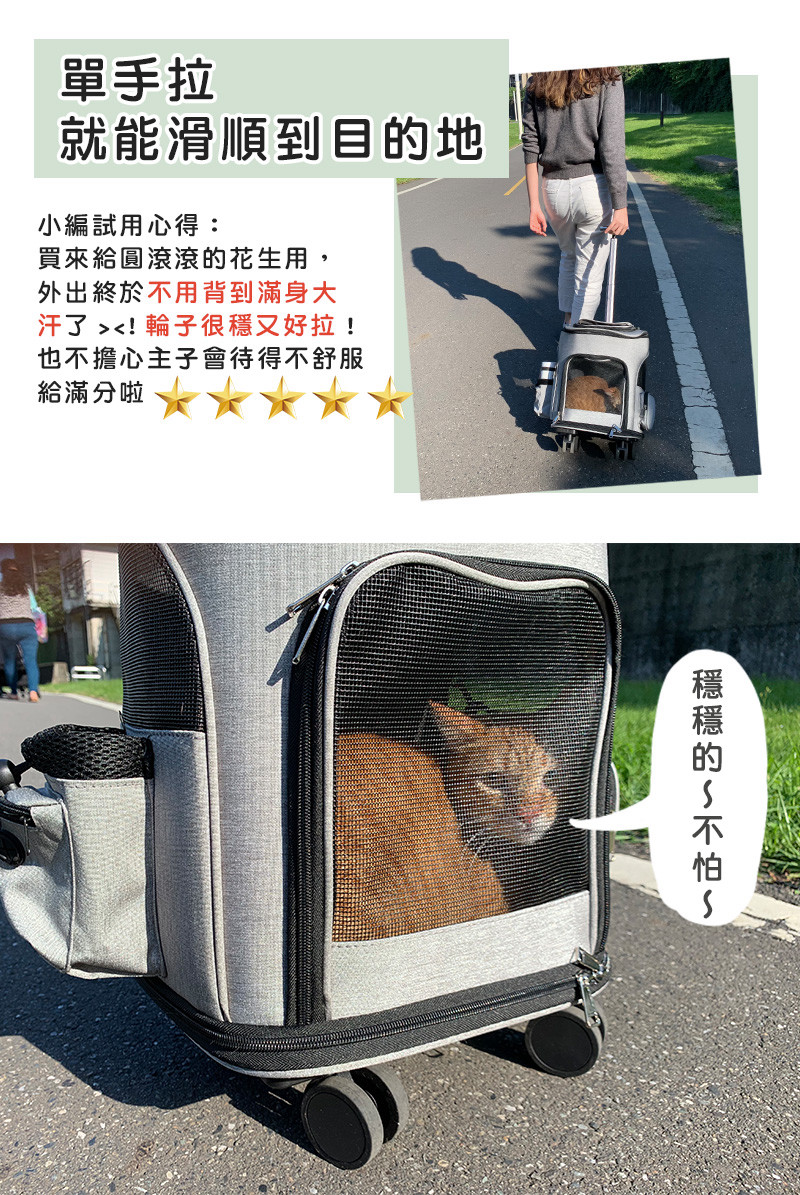 單手拉
就能滑順到目的地
小編試用心得：
買來給圓滾滾的花生用，
外出終於不用背到滿身大
汗了 ><! 輪子很穩又好拉！
也不擔心主子會待得不舒服
給滿分啦
穩穩的～不怕～